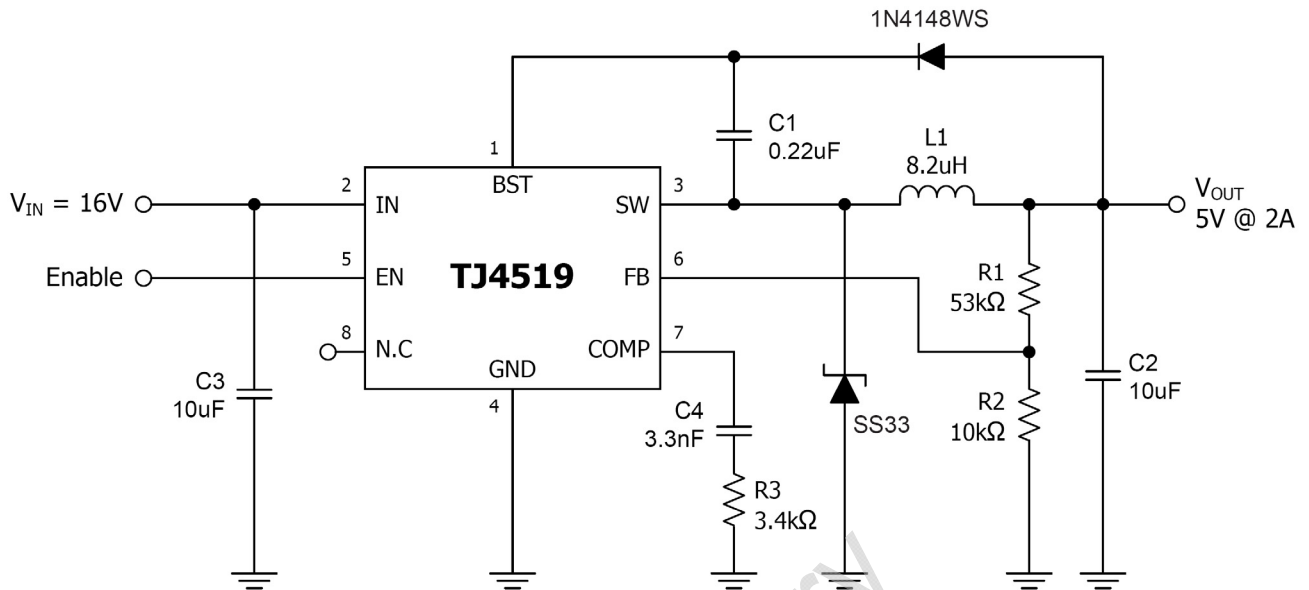 1N4148WS
C1
0.22uF
L1
8.2uH
1
BST
2
IN
3
SW
V_IN = 16V
V_OUT
5V @ 2A
5
EN
TJ4519
6
FB
Enable
R1
53kΩ
8
N.C
7
COMP
GND
4
C3
10uF
C4
3.3nF
SS33
R2
10kΩ
C2
10uF
R3
3.4kΩ